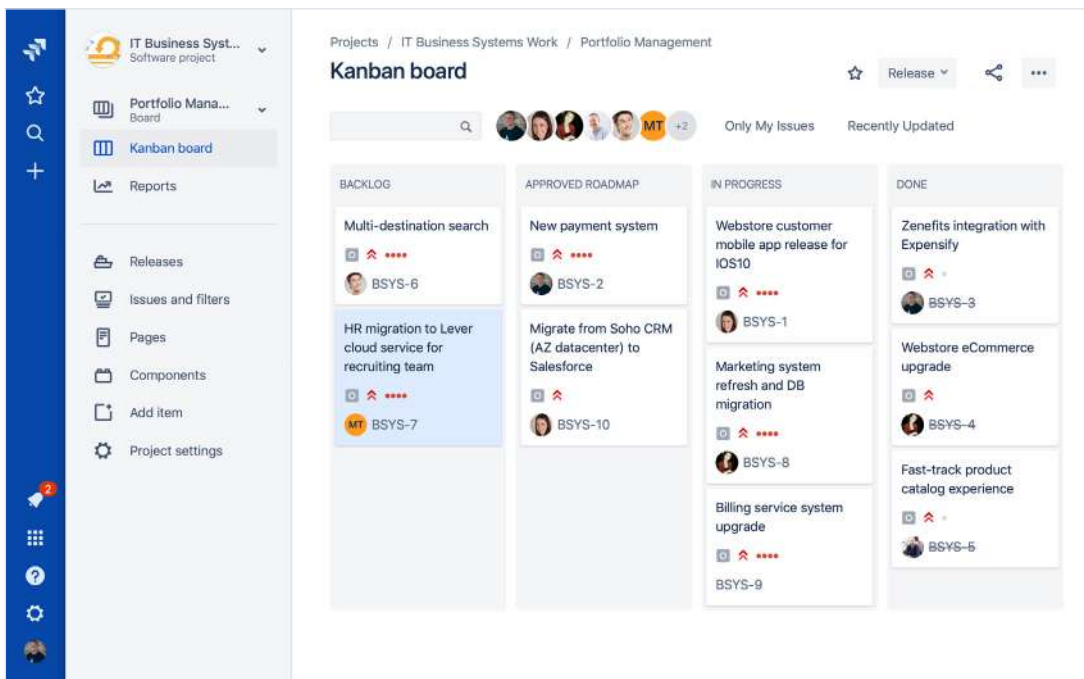 IT Business Syst...
Software project
Portfolio Mana...
Board
Kanban board
Reports
Releases
Issues and filters
Pages
Components
Add item
Project settings
2
Projects / IT Business Systems Work / Portfolio Management
Kanban board
Release
MT
+2
Only My Issues
Recently Updated
BACKLOG
Multi-destination search
BSYS-6
HR migration to Lever
cloud service for
recruiting team
MT
BSYS-7
APPROVED ROADMAP
New payment system
BSYS-2
Migrate from Soho CRM
(AZ datacenter) to
Salesforce
BSYS-10
IN PROGRESS
Webstore customer
mobile app release for
IOS10
BSYS-1
Marketing system
refresh and DB
migration
BSYS-8
Billing service system
upgrade
BSYS-9
DONE
Zenefits integration with
Expensify
BSYS-3
Webstore eCommerce
upgrade
BSYS-4
Fast-track product
catalog experience
BSYS-5